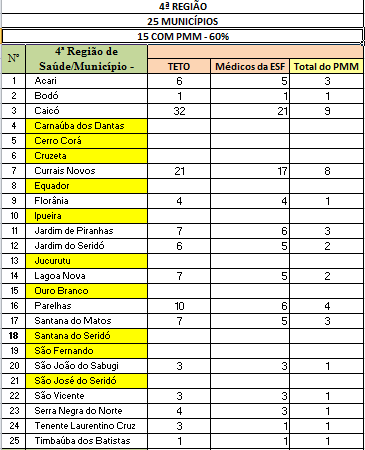 4ª REGIÃO
25 MUNICÍPIOS
15 COM PMM - 60%
Nº 4ª Região de Saúde/Município - TETO Médicos da ESF Total do PMM
1 Acari 6 5 3
2 Bodó 1 1 1
3 Caicó 32 21 9
4 Carnaúba dos Dantas
5 Cerro Corá
6 Cruzeta
7 Currais Novos 21 17 8
8 Equador
9 Florânia 4 4 1
10 Ipueira
11 Jardim de Piranhas 7 6 3
12 Jardim do Seridó 6 5 2
13 Jucurutu
14 Lagoa Nova 7 5 2
15 Ouro Branco
16 Parelhas 10 6 4
17 Santana do Matos 7 5 3
18 Santana do Seridó
19 São Fernando
20 São João do Sabugi 3 3 1
21 São José do Seridó
22 São Vicente 3 3 1
23 Serra Negra do Norte 4 3 1
24 Tenente Laurentino Cruz 3 3 1
25 Timbaúba dos Batistas 1 1 1